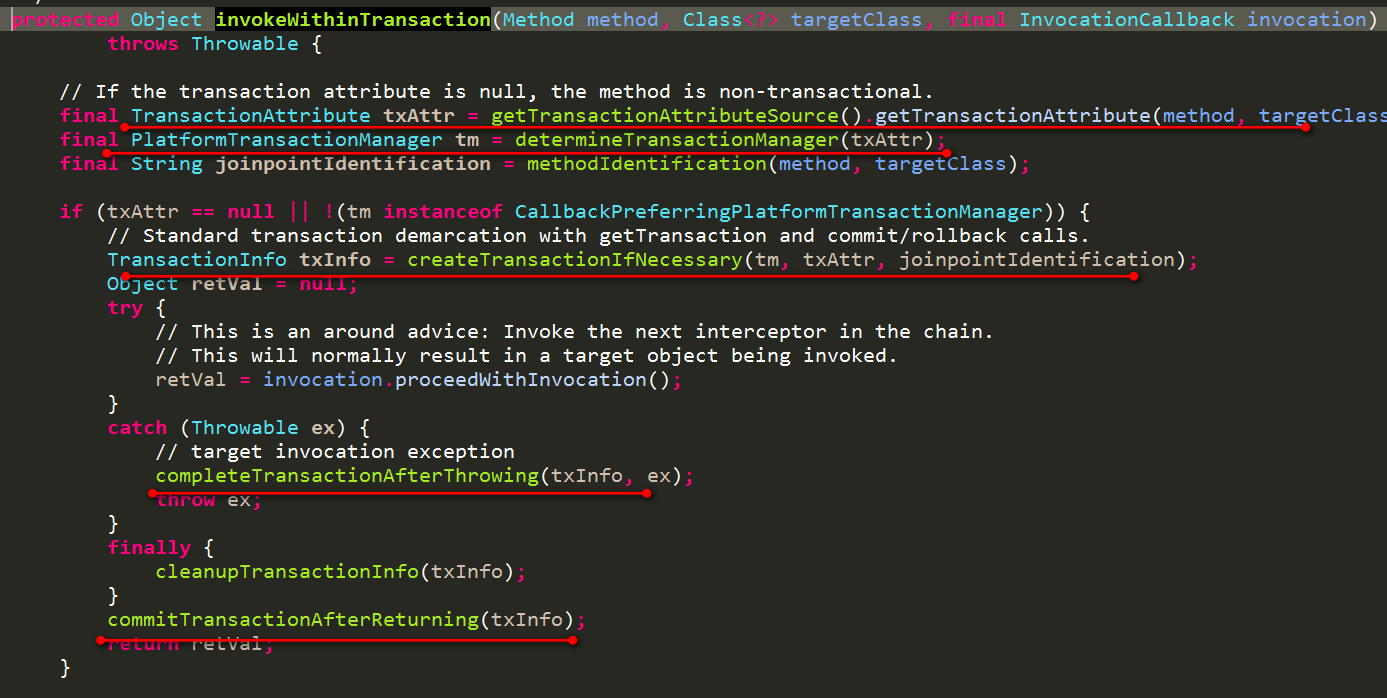 protected Object invokeWithinTransaction(Method method, Class<?> targetClass, final InvocationCallback invocation)
        throws Throwable {

    // If the transaction attribute is null, the method is non-transactional.
    final TransactionAttribute txAttr = getTransactionAttributeSource().getTransactionAttribute(method, targetClass
    final PlatformTransactionManager tm = determineTransactionManager(txAttr);
    final String joinpointIdentification = methodIdentification(method, targetClass);

    if (txAttr == null || !(tm instanceof CallbackPreferringPlatformTransactionManager)) {
        // Standard transaction demarcation with getTransaction and commit/rollback calls.
        TransactionInfo txInfo = createTransactionIfNecessary(tm, txAttr, joinpointIdentification);
        Object retVal = null;
        try {
            // This is an around advice: Invoke the next interceptor in the chain.
            // This will normally result in a target object being invoked.
            retVal = invocation.proceedWithInvocation();
        }
        catch (Throwable ex) {
            // target invocation exception
            completeTransactionAfterThrowing(txInfo, ex);
            throw ex;
        }
        finally {
            cleanupTransactionInfo(txInfo);
        }
        commitTransactionAfterReturning(txInfo);
        return retVal;
    }